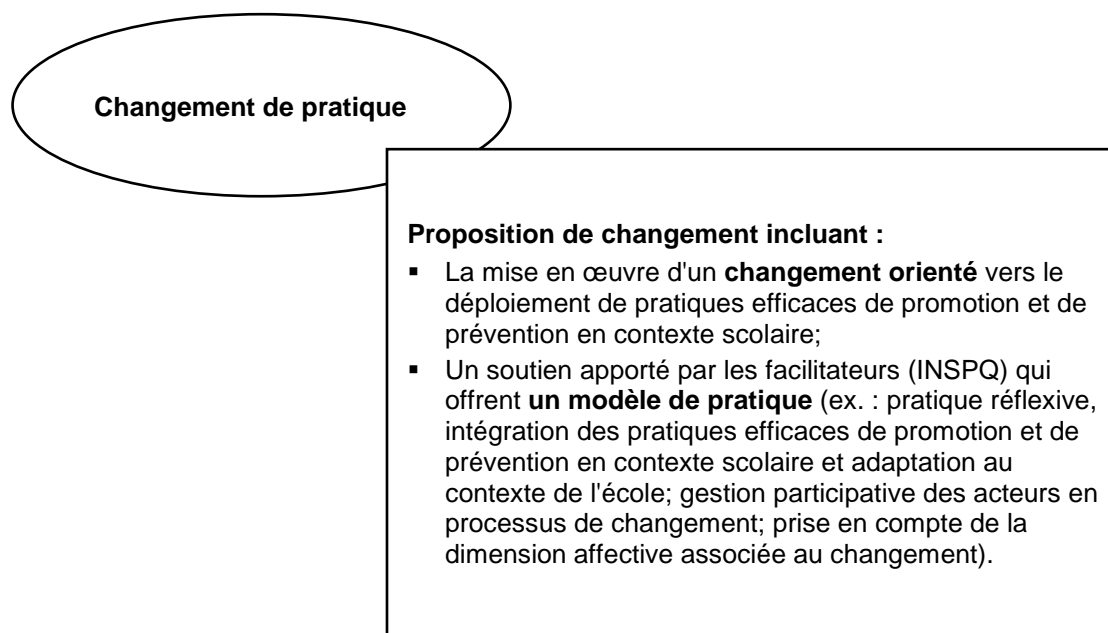 Changement de pratique
Proposition de changement incluant :
▪ La mise en œuvre d'un changement orienté vers le
déploiement de pratiques efficaces de promotion et de
prévention en contexte scolaire;
▪ Un soutien apporté par les facilitateurs (INSPQ) qui
offrent un modèle de pratique (ex. : pratique réflexive,
intégration des pratiques efficaces de promotion et de
prévention en contexte scolaire et adaptation au
contexte de l'école; gestion participative des acteurs en
processus de changement; prise en compte de la
dimension affective associée au changement).